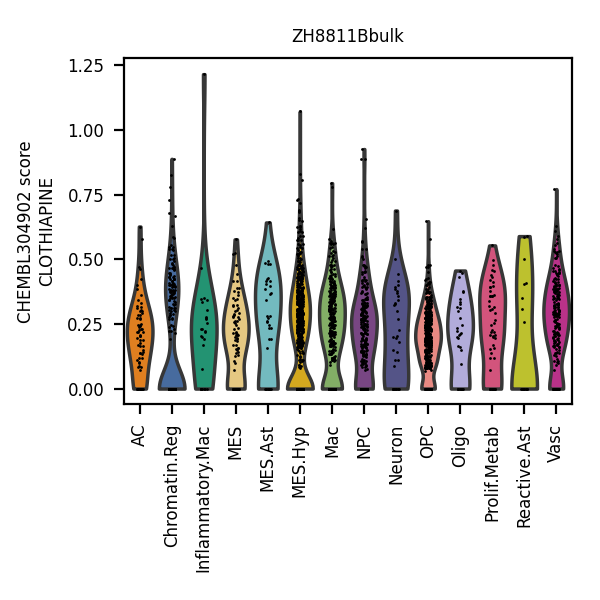 ZH8811Bbulk
CHEMBL304902 score
CLOTHIAPINE
1.25
1.00
0.75
0.50
0.25
0.00
AC
Chromatin.Reg
Inflammatory.Mac
MES
MES.Ast
MES.Hyp
Mac
NPC
Neuron
OPC
Oligo
Prolif.Metab
Reactive.Ast
Vasc